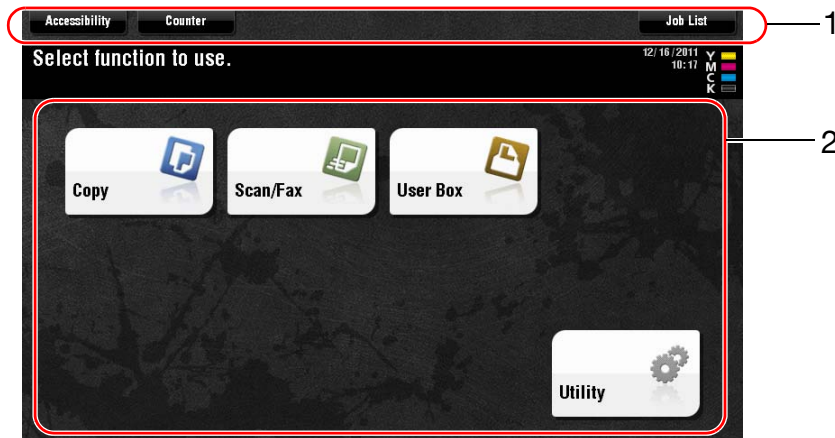 Accessibility Counter Job List 1
Select function to use. 12/16/2011 Y
10:17 M
C
K
2
Copy Scan/Fax User Box
Utility